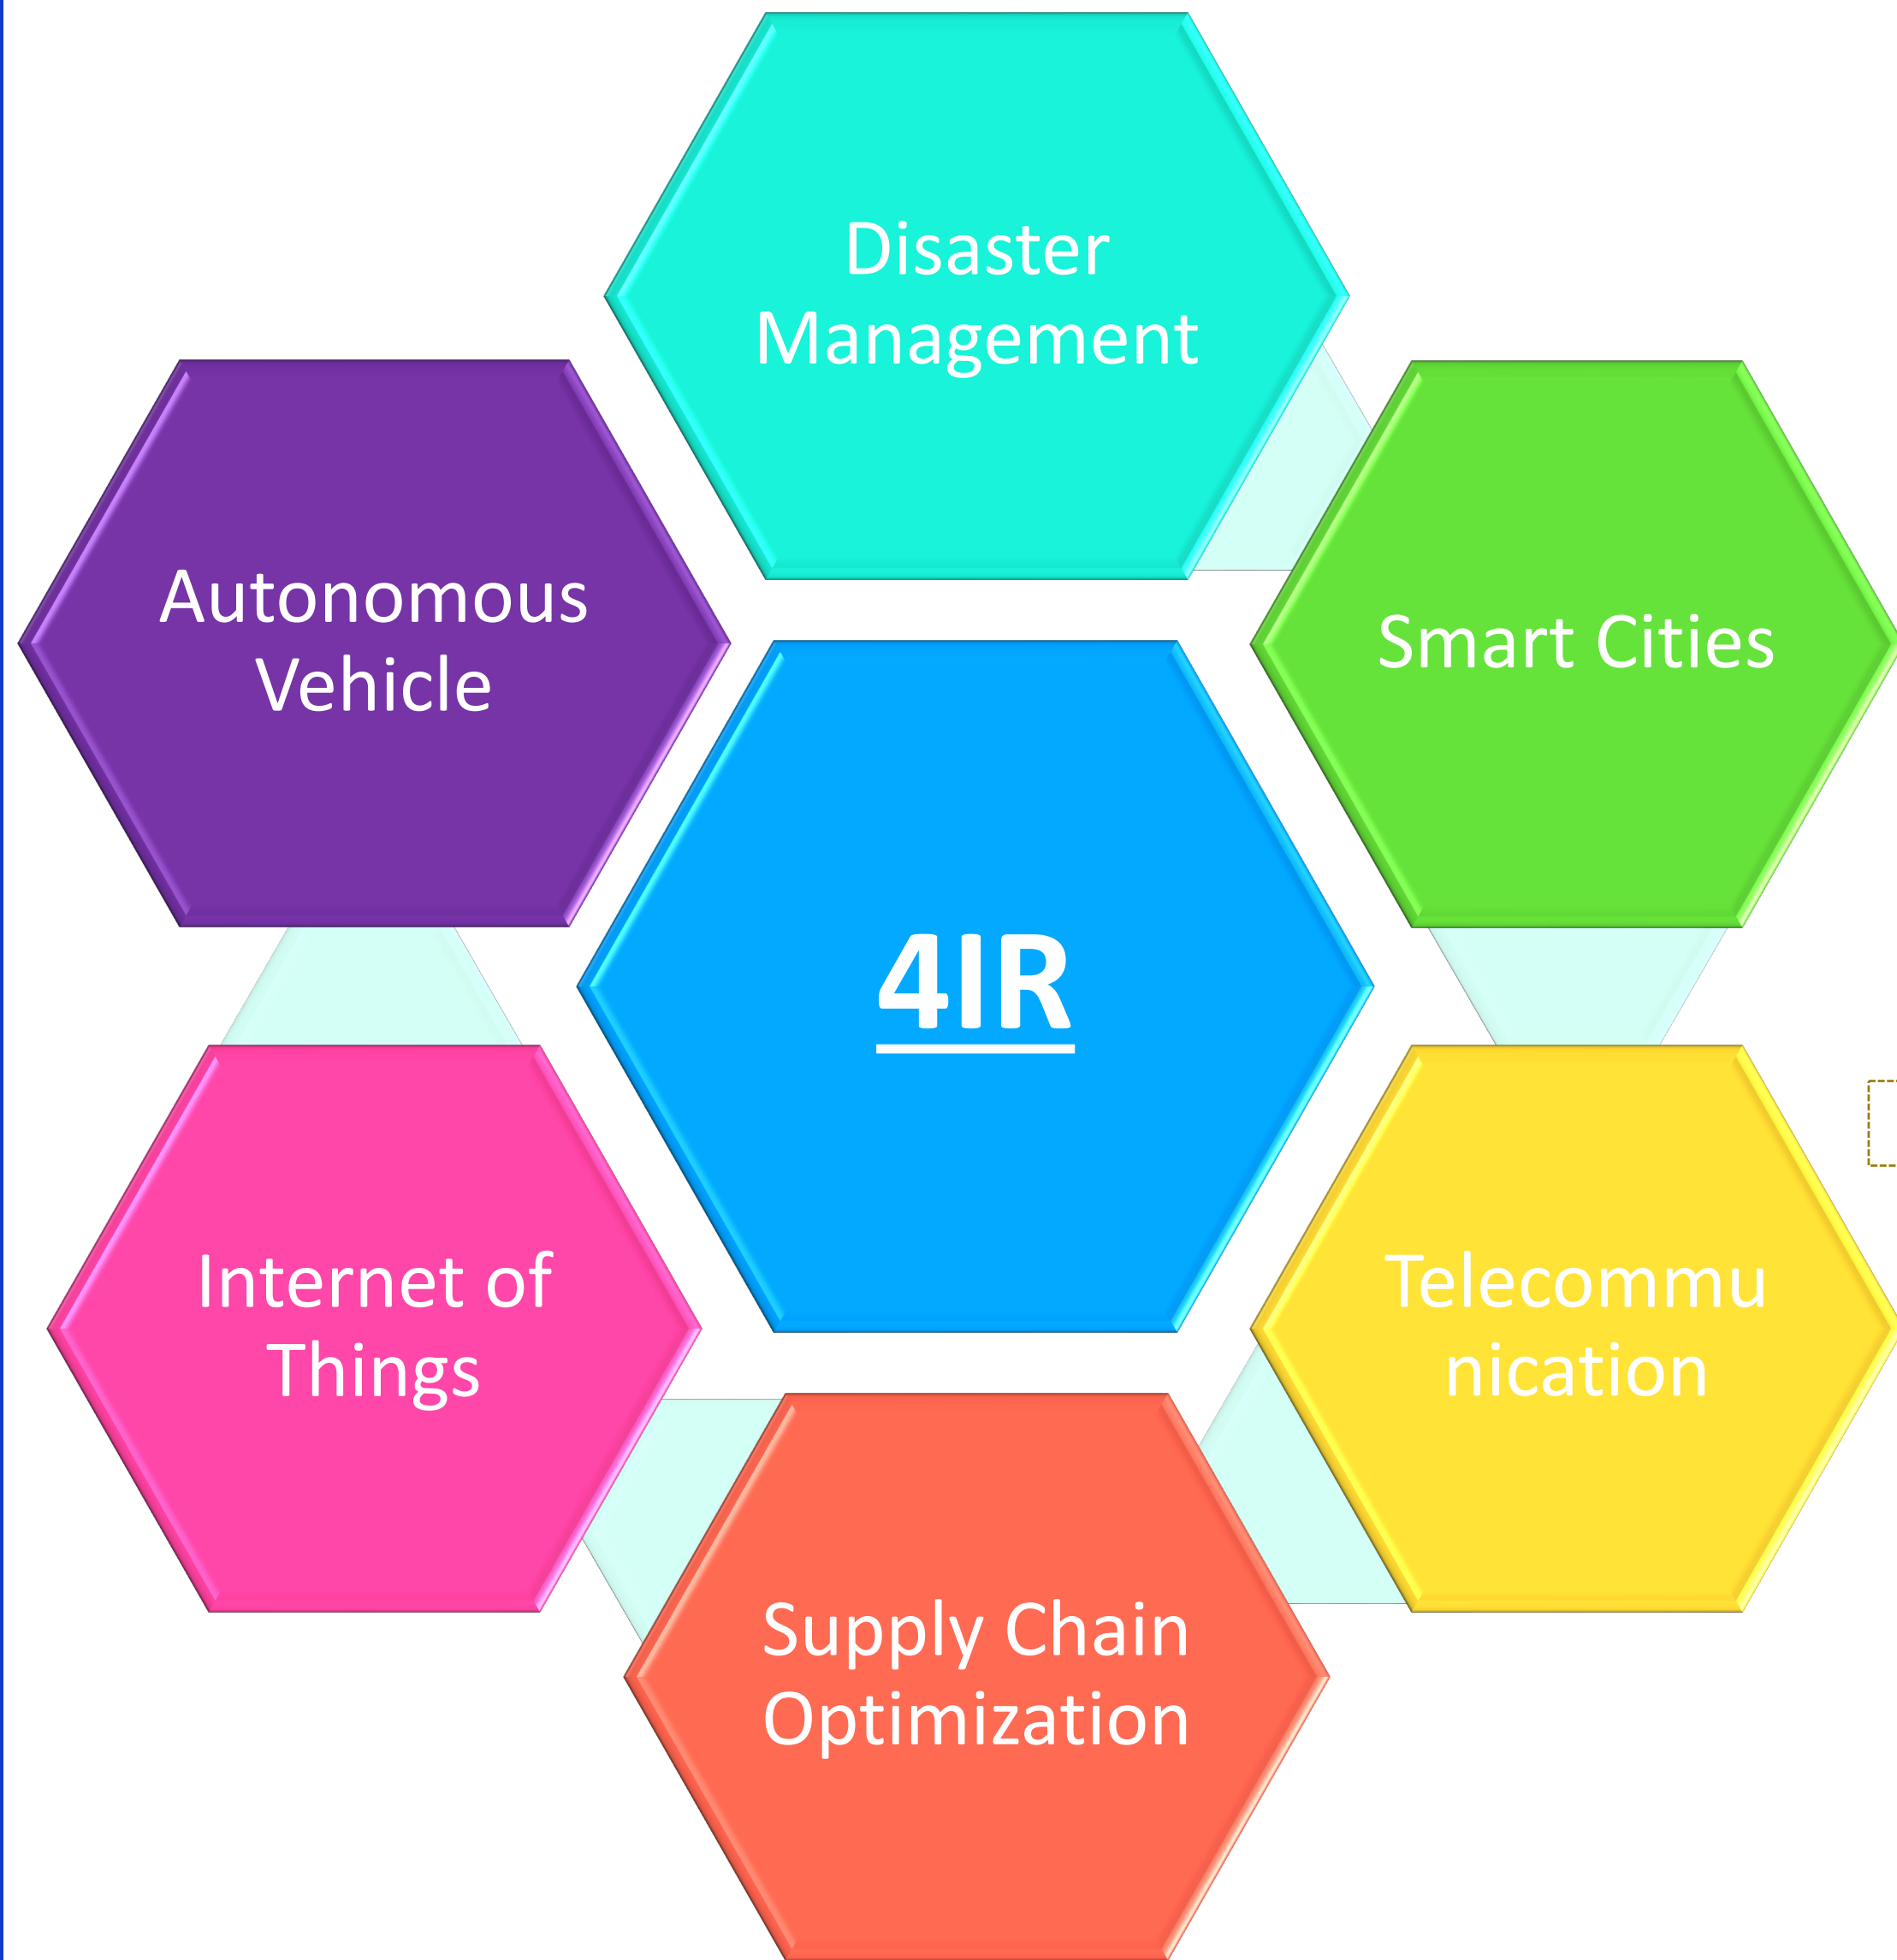 Disaster
Management
Autonomous
Vehicle
Smart Cities
4IR
Internet of
Things
Telecommu
nication
Supply Chain
Optimization